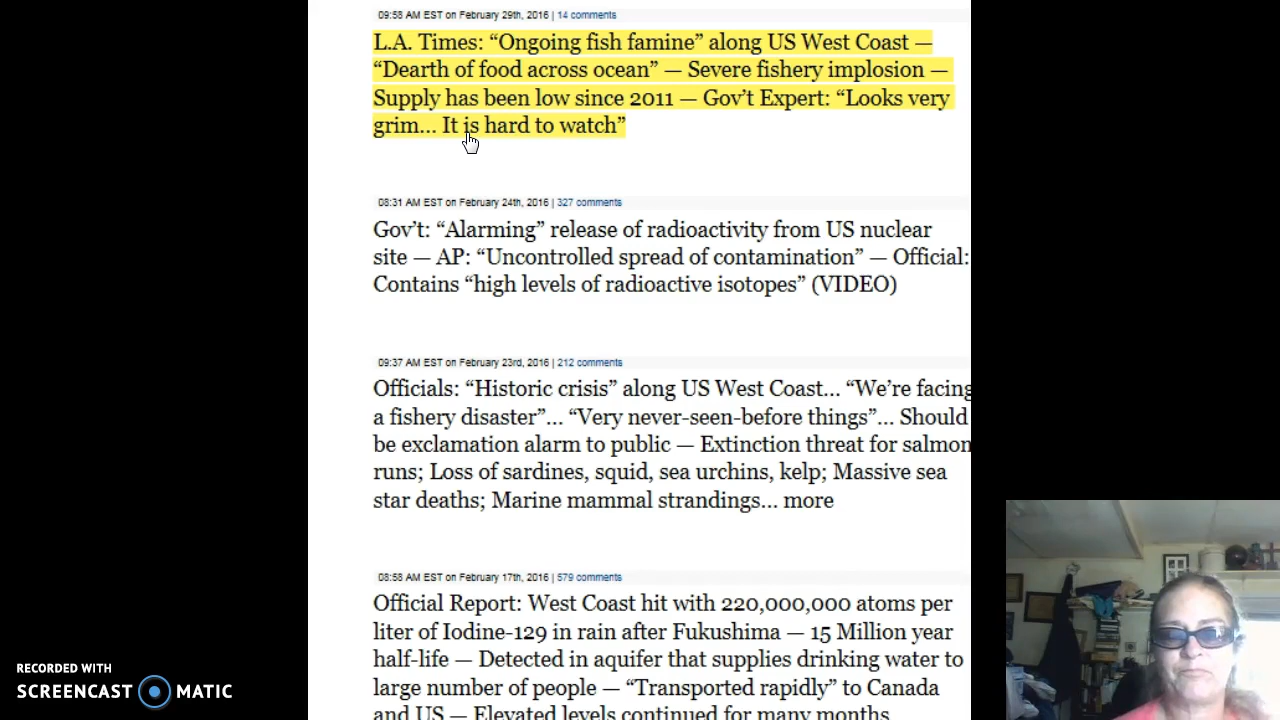 09:58 AM EST on February 29th, 2016 | 14 comments
L.A. Times: “Ongoing fish famine” along US West Coast —
“Dearth of food across ocean” — Severe fishery implosion —
Supply has been low since 2011 — Gov’t Expert: “Looks very
grim… It is hard to watch”
08:31 AM EST on February 24th, 2016 | 327 comments
Gov’t: “Alarming” release of radioactivity from US nuclear
site — AP: “Uncontrolled spread of contamination” — Official:
Contains “high levels of radioactive isotopes” (VIDEO)
09:37 AM EST on February 23rd, 2016 | 212 comments
Officials: “Historic crisis” along US West Coast… “We’re facing
a fishery disaster”… “Very never-seen-before things”… Should
be exclamation alarm to public — Extinction threat for salmon
runs; Loss of sardines, squid, sea urchins, kelp; Massive sea
star deaths; Marine mammal strandings… more
08:58 AM EST on February 17th, 2016 | 579 comments
Official Report: West Coast hit with 220,000,000 atoms per
liter of Iodine-129 in rain after Fukushima — 15 Million year
half-life — Detected in aquifer that supplies drinking water to
large number of people — “Transported rapidly” to Canada
and US — Elevated levels continued for many months
RECORDED WITH
SCREENCAST MATIC